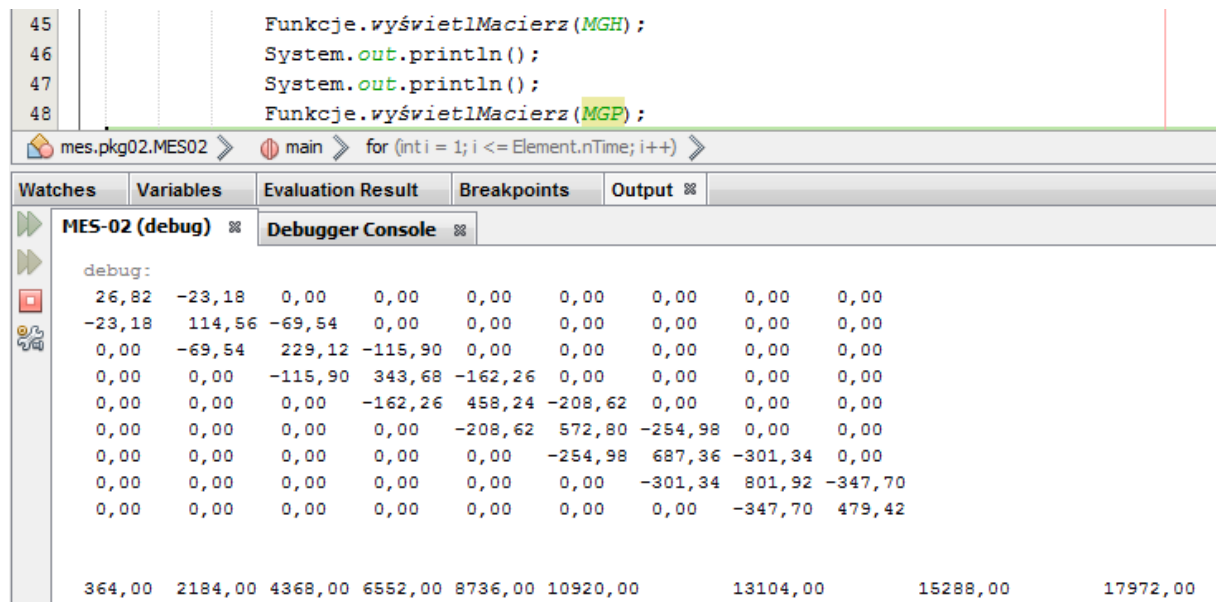 45 Funkcje.wyświetlMacierz(MGH);
46 System.out.println();
47 System.out.println();
48 Funkcje.wyświetlMacierz(MGP);
mes.pkg02.MES02 main for (int i = 1; i <= Element.nTime; i++)
Watches Variables Evaluation Result Breakpoints Output
MES-02 (debug) Debugger Console
debug:
26,82 -23,18 0,00 0,00 0,00 0,00 0,00 0,00 0,00
-23,18 114,56 -69,54 0,00 0,00 0,00 0,00 0,00 0,00
0,00 -69,54 229,12 -115,90 0,00 0,00 0,00 0,00 0,00
0,00 0,00 -115,90 343,68 -162,26 0,00 0,00 0,00 0,00
0,00 0,00 0,00 -162,26 458,24 -208,62 0,00 0,00 0,00
0,00 0,00 0,00 0,00 -208,62 572,80 -254,98 0,00 0,00
0,00 0,00 0,00 0,00 0,00 -254,98 687,36 -301,34 0,00
0,00 0,00 0,00 0,00 0,00 0,00 -301,34 801,92 -347,70
0,00 0,00 0,00 0,00 0,00 0,00 0,00 -347,70 479,42
364,00 2184,00 4368,00 6552,00 8736,00 10920,00 13104,00 15288,00 17972,00